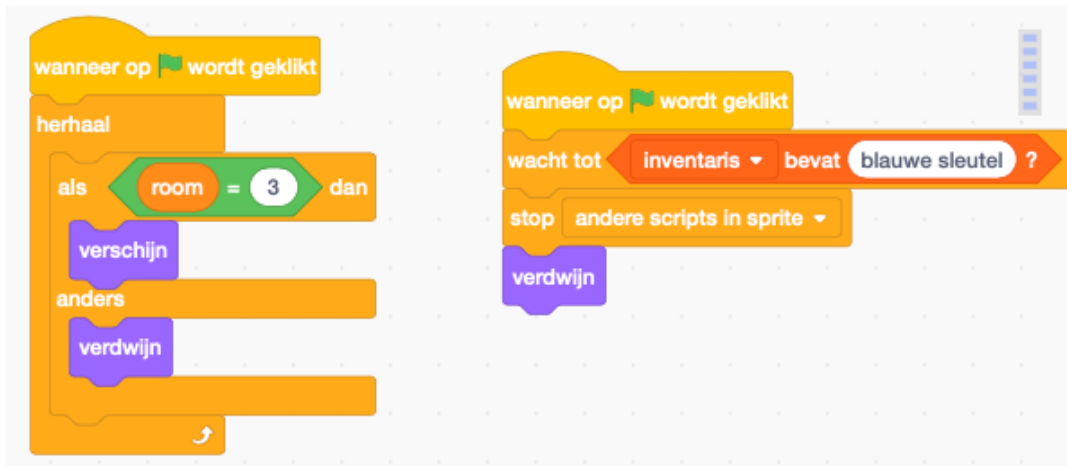 wanneer op wordt geklikt
herhaal
als room = 3 dan
verschijn
anders
verdwijn
wanneer op wordt geklikt
wacht tot inventaris bevat blauwe sleutel ?
stop andere scripts in sprite
verdwijn